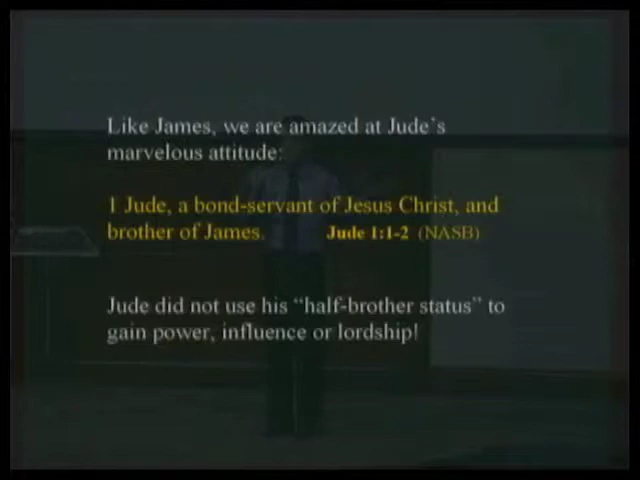 Like James, we are amazed at Jude's
marvelous attitude:
1 Jude, a bond-servant of Jesus Christ, and
brother of James. Jude 1:1-2 (NASB)
Jude did not use his “half-brother status” to
gain power, influence or lordship!